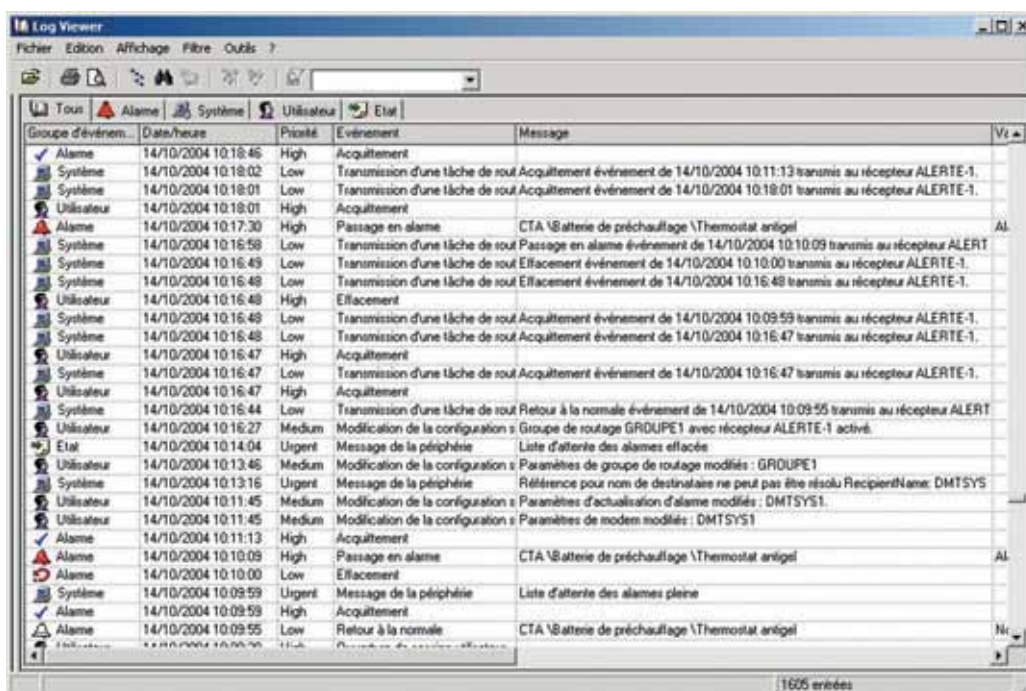 Log Viewer
Fichier Edition Affichage Filtre Outils ?
Tous Alarme Système Utilisateur Etat
Groupe d'événem... Date/heure Priorité Evénement Message
Alarme 14/10/2004 10:18:46 High Acquittement
Système 14/10/2004 10:18:02 Low Transmission d'une tâche de rout Acquittement événement de 14/10/2004 10:11:13 transmis au récepteur ALERTE-1.
Système 14/10/2004 10:18:01 Low Transmission d'une tâche de rout Acquittement événement de 14/10/2004 10:18:01 transmis au récepteur ALERTE-1.
Utilisateur 14/10/2004 10:18:01 High Acquittement
Alarme 14/10/2004 10:17:30 High Passage en alarme CTA \Batterie de préchauffage \Thermostat antigel
Système 14/10/2004 10:16:58 Low Transmission d'une tâche de rout Passage en alarme événement de 14/10/2004 10:10:09 transmis au récepteur ALERT
Système 14/10/2004 10:16:49 Low Transmission d'une tâche de rout Effacement événement de 14/10/2004 10:10:00 transmis au récepteur ALERTE-1.
Système 14/10/2004 10:16:48 Low Transmission d'une tâche de rout Effacement événement de 14/10/2004 10:16:48 transmis au récepteur ALERTE-1.
Utilisateur 14/10/2004 10:16:48 High Effacement
Système 14/10/2004 10:16:48 Low Transmission d'une tâche de rout Acquittement événement de 14/10/2004 10:09:59 transmis au récepteur ALERTE-1.
Système 14/10/2004 10:16:48 Low Transmission d'une tâche de rout Acquittement événement de 14/10/2004 10:16:47 transmis au récepteur ALERTE-1.
Utilisateur 14/10/2004 10:16:47 High Acquittement
Système 14/10/2004 10:16:47 Low Transmission d'une tâche de rout Acquittement événement de 14/10/2004 10:16:47 transmis au récepteur ALERTE-1.
Utilisateur 14/10/2004 10:16:47 High Acquittement
Système 14/10/2004 10:16:44 Low Transmission d'une tâche de rout Retour à la normale événement de 14/10/2004 10:09:55 transmis au récepteur ALERT
Utilisateur 14/10/2004 10:16:27 Medium Modification de la configuration s Groupe de routage GROUPE1 avec récepteur ALERTE-1 activé.
Etat 14/10/2004 10:14:04 Urgent Message de la périphérie Liste d'attente des alarmes effacée
Utilisateur 14/10/2004 10:13:46 Medium Modification de la configuration s Paramètres de groupe de routage modifiés : GROUPE1
Système 14/10/2004 10:13:16 Urgent Message de la périphérie Référence pour nom de destinataire ne peut pas être résolu RecipientName: DMTSYS
Utilisateur 14/10/2004 10:11:45 Medium Modification de la configuration s Paramètres d'actualisation d'alarme modifiés : DMTSYS1.
Utilisateur 14/10/2004 10:11:45 Medium Modification de la configuration s Paramètres de modem modifiés : DMTSYS1
Alarme 14/10/2004 10:11:13 High Acquittement
Alarme 14/10/2004 10:10:09 High Passage en alarme CTA \Batterie de préchauffage \Thermostat antigel
Alarme 14/10/2004 10:10:00 Low Effacement
Système 14/10/2004 10:09:59 Urgent Message de la périphérie Liste d'attente des alarmes pleine
Alarme 14/10/2004 10:09:59 High Acquittement
Alarme 14/10/2004 10:09:55 Low Retour à la normale CTA \Batterie de préchauffage \Thermostat antigel
1605 entrées